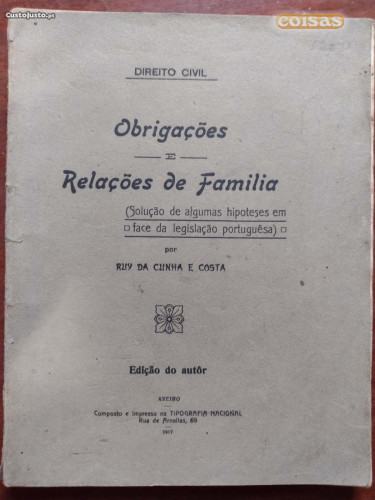 CustoJusto.pt
coisas
DIREITO CIVIL
Obrigações
E
Relações de Familia
(Solução de algumas hipoteses em
face da legislação portuguêsa)
por
RUY DA CUNHA E COSTA
Edição do autôr
AVEIRO
Composto e Impresso na TIPOGRAFIA NACIONAL
Rua de Arnellas, 69
1917